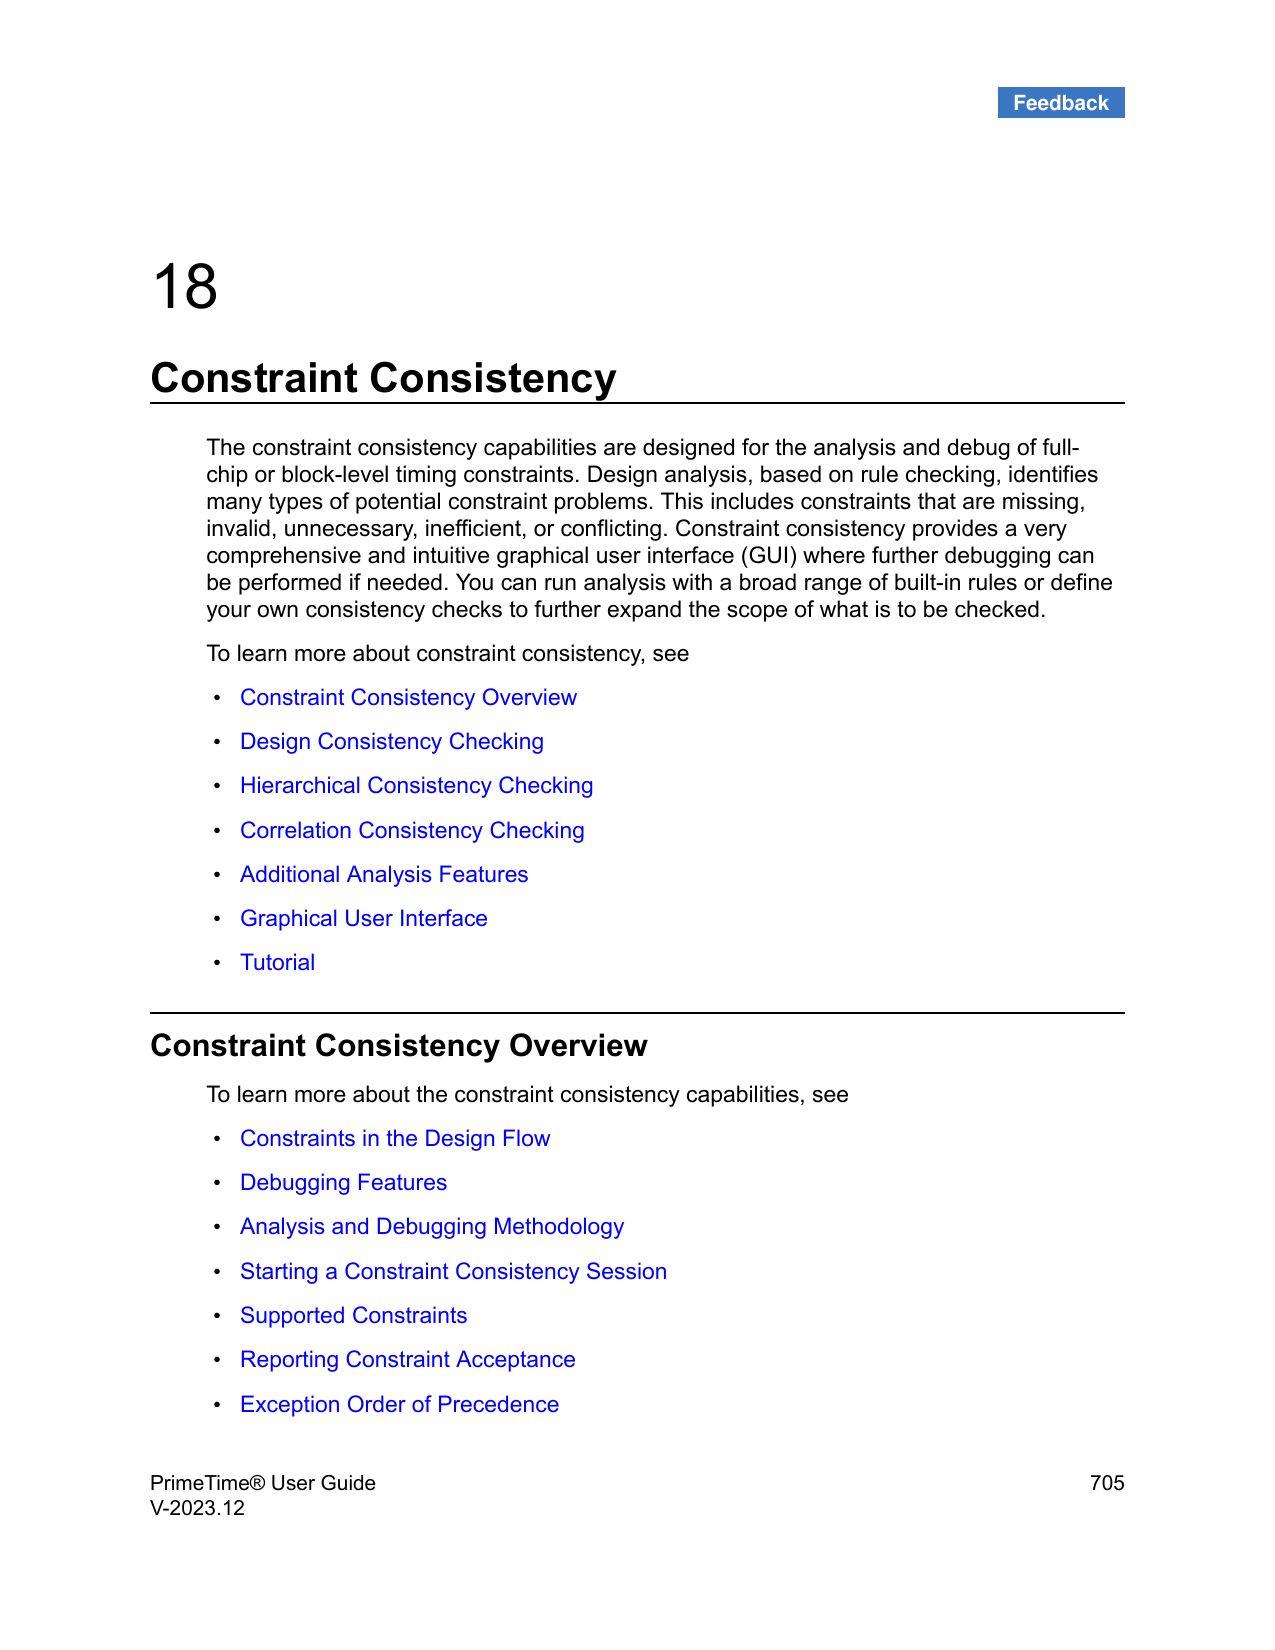 Feedback
18
Constraint Consistency
The constraint consistency capabilities are designed for the analysis and debug of full-
chip or block-level timing constraints. Design analysis, based on rule checking, identifies
many types of potential constraint problems. This includes constraints that are missing,
invalid, unnecessary, inefficient, or conflicting. Constraint consistency provides a very
comprehensive and intuitive graphical user interface (GUI) where further debugging can
be performed if needed. You can run analysis with a broad range of built-in rules or define
your own consistency checks to further expand the scope of what is to be checked.
To learn more about constraint consistency, see
• Constraint Consistency Overview
• Design Consistency Checking
• Hierarchical Consistency Checking
• Correlation Consistency Checking
• Additional Analysis Features
• Graphical User Interface
• Tutorial
Constraint Consistency Overview
To learn more about the constraint consistency capabilities, see
• Constraints in the Design Flow
• Debugging Features
• Analysis and Debugging Methodology
• Starting a Constraint Consistency Session
• Supported Constraints
• Reporting Constraint Acceptance
• Exception Order of Precedence
PrimeTime® User Guide 705
V-2023.12